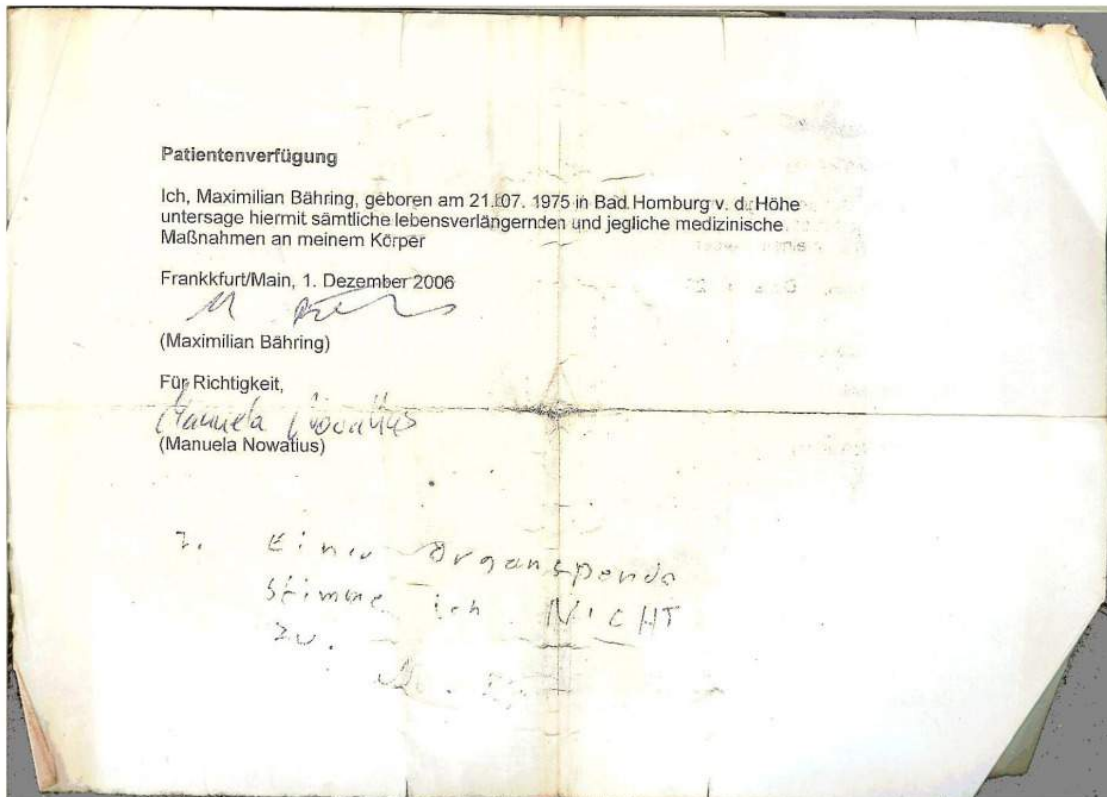 Patientenverfügung
Ich, Maximilian Bähring, geboren am 21.07. 1975 in Bad Homburg v. d. Höhe
untersage hiermit sämtliche lebensverlängernden und jegliche medizinische
Maßnahmen an meinem Körper
Frankkfurt/Main, 1. Dezember 2006
(Maximilian Bähring)
Für Richtigkeit,
Manuela Nowatius
(Manuela Nowatius)
2. Einer Organspende
stimme ich NICHT
zu.